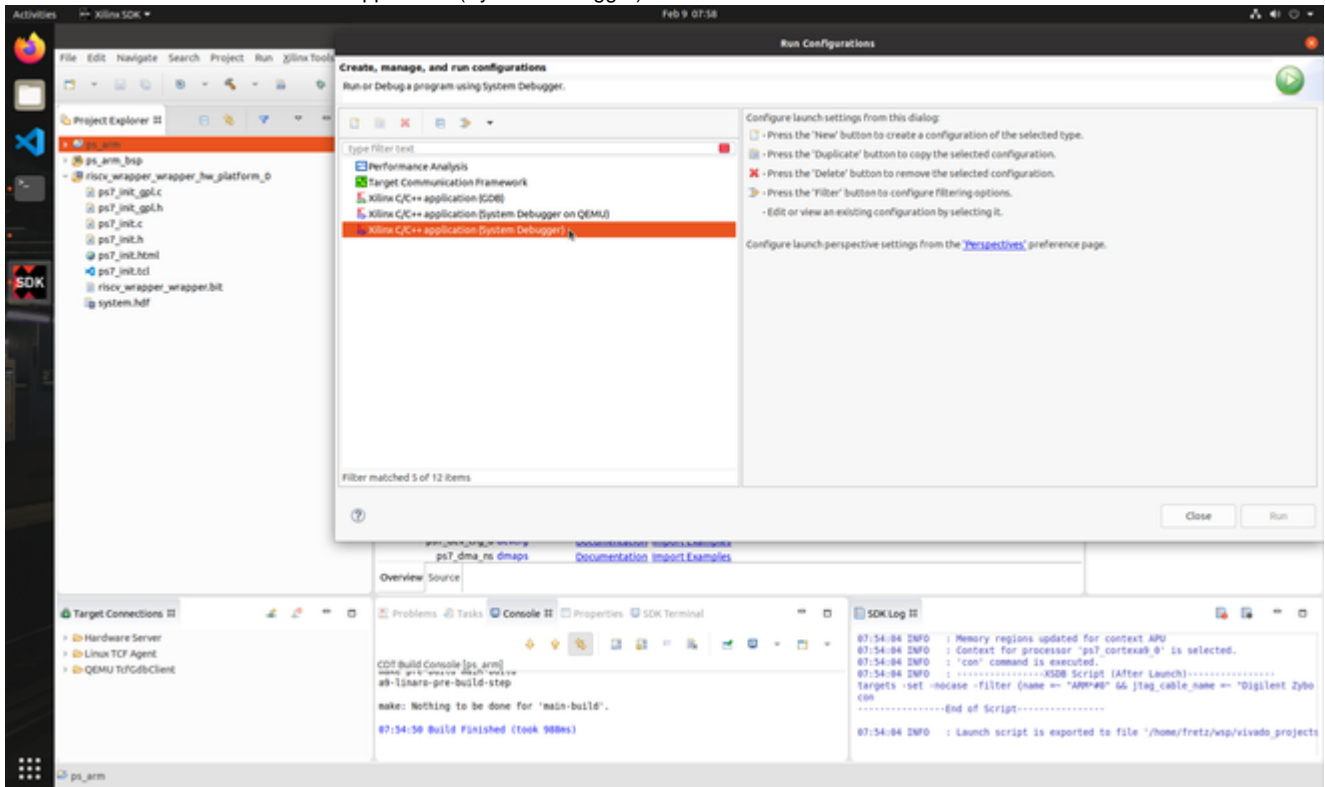 Activities Xilinx SDK Feb 9 07:58
Run Configurations
File Edit Navigate Search Project Run Xilinx Tools
Create, manage, and run configurations
Run or Debug a program using System Debugger.
Project Explorer
ps_arm
ps_arm_bsp
riscv_wrapper_wrapper_hw_platform_0
ps7_init_gpl.c
ps7_init_gpl.h
ps7_init.c
ps7_init.h
ps7_init.html
ps7_init.tcl
riscv_wrapper_wrapper.bit
system.hdf
SDK
type filter text
Performance Analysis
Target Communication Framework
Xilinx C/C++ application (GDB)
Xilinx C/C++ application (System Debugger on QEMU)
Xilinx C/C++ application (System Debugger)
Filter matched 5 of 12 items
Configure launch settings from this dialog:
- Press the 'New' button to create a configuration of the selected type.
- Press the 'Duplicate' button to copy the selected configuration.
- Press the 'Delete' button to remove the selected configuration.
- Press the 'Filter' button to configure filtering options.
- Edit or view an existing configuration by selecting it.
Configure launch perspective settings from the 'Perspectives' preference page.
Close Run
ps7_dma_ns dmaps Documentation Import Examples
Overview Source
Target Connections
Hardware Server
Linux TCF Agent
QEMU TcfGdbClient
Problems Tasks Console Properties SDK Terminal
CDT Build Console [ps_arm]
a9-linaro-pre-build-step
make: Nothing to be done for 'main-build'.
07:54:50 Build Finished (took 988ms)
SDK Log
07:54:04 INFO : Memory regions updated for context APU
07:54:04 INFO : Context for processor 'ps7_cortexa9_0' is selected.
07:54:04 INFO : 'con' command is executed.
07:54:04 INFO : ----------------XSDB Script (After Launch)----------------
targets -set -nocase -filter {name =~ "ARM*#0" && jtag_cable_name =~ "Digilent Zybo
con
----------------End of Script----------------
07:54:04 INFO : Launch script is exported to file '/home/fretz/wsp/vivado_projects
ps_arm